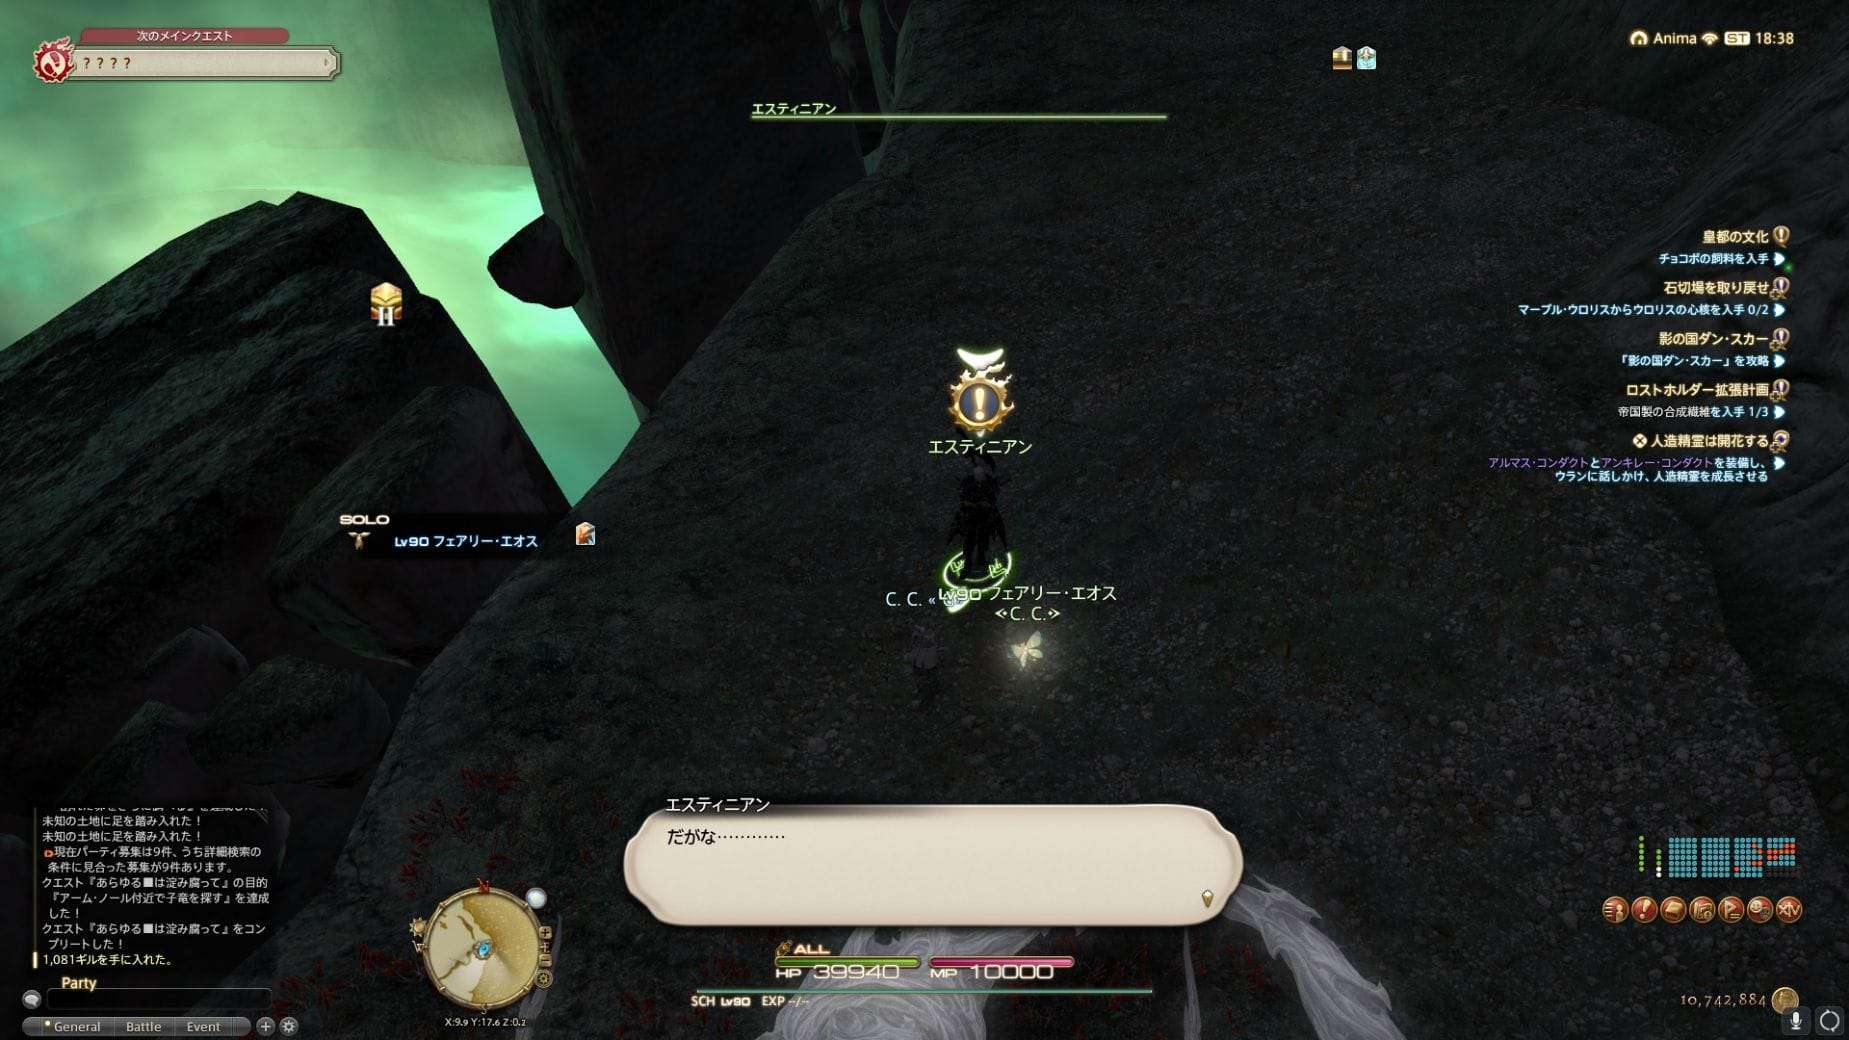 次のメインクエスト
????
Anima ST 18:38
エスティニアン
皇都の文化
チョコボの飼料を入手
石切場を取り戻せ
マーブル・ウロリスからウロリスの心核を入手 0/2
影の国ダン・スカー
「影の国ダン・スカー」を攻略
ロストホルダー拡張計画
帝国製の合成繊維を入手 1/3
人造精霊は開花する
アルマス・コンダクトとアンキレー・コンダクトを装備し、
ウランに話しかけ、人造精霊を成長させる
H
エスティニアン
SOLO
Lv90 フェアリー・エオス
C. C. «
Lv90 フェアリー・エオス
<C. C.>
エスティニアン
だがな…………
未知の土地に足を踏み入れた!
未知の土地に足を踏み入れた!
現在パーティ募集は9件、うち詳細検索の
条件に見合った募集が9件あります。
クエスト『あらゆる■は淀み腐って』の目的
『アーム・ノール付近で子竜を探す』を達成
した!
クエスト『あらゆる■は淀み腐って』をコン
プリートした!
1,081ギルを手に入れた。
Party
General Battle Event
N
X:9.9 Y:17.6 Z:0.2
ALL
HP 39940 MP 10000
SCH Lv90 EXP --/--
XIV
10,742,884